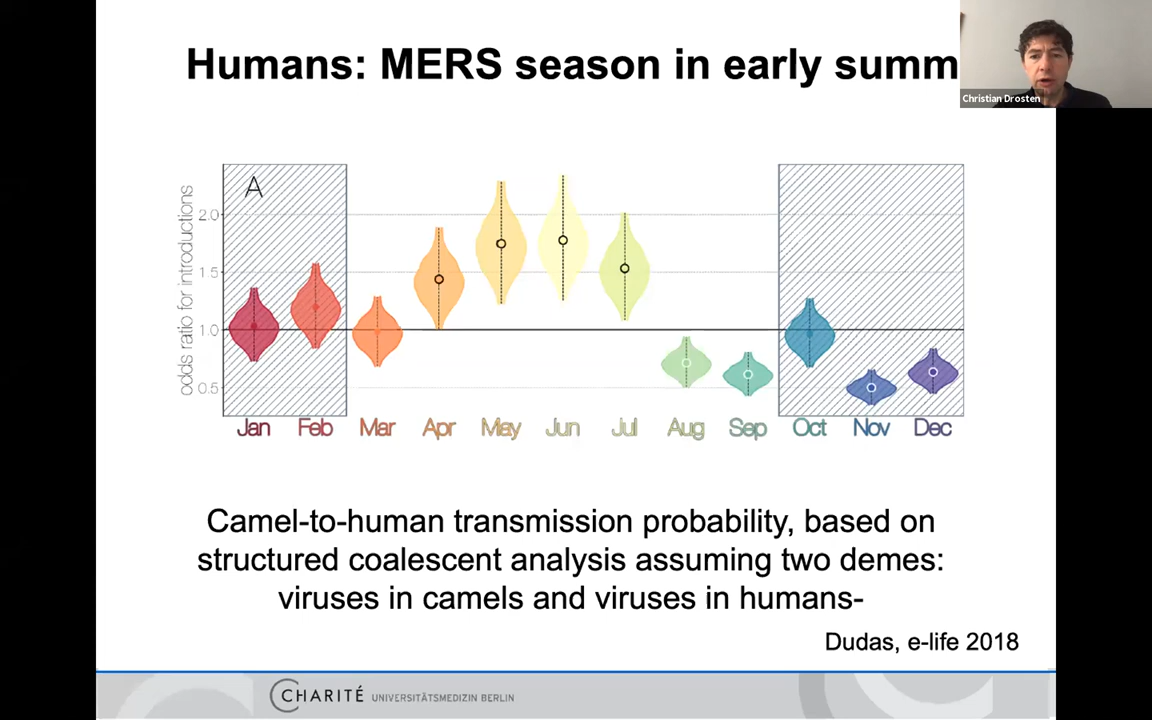 Humans: MERS season in early summ
Christian Drosten
A
odds ratio for introductions
2.0
1.5
1.0
0.5
Jan Feb Mar Apr May Jun Jul Aug Sep Oct Nov Dec
Camel-to-human transmission probability, based on
structured coalescent analysis assuming two demes:
viruses in camels and viruses in humans-
Dudas, e-life 2018
CHARITÉ UNIVERSITÄTSMEDIZIN BERLIN